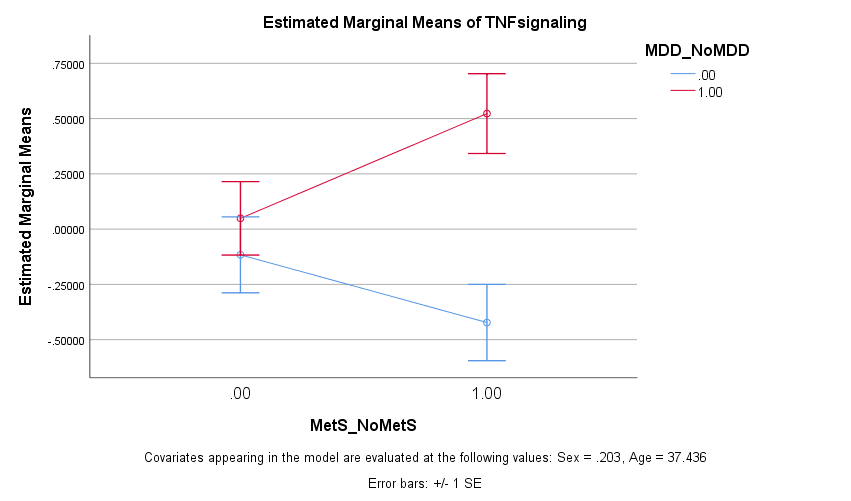 Estimated Marginal Means of TNFsignaling
MDD_NoMDD
.00
1.00
Estimated Marginal Means
.75000
.50000
.25000
.00000
-.25000
-.50000
.00
1.00
MetS_NoMetS
Covariates appearing in the model are evaluated at the following values: Sex = .203, Age = 37.436
Error bars: +/- 1 SE